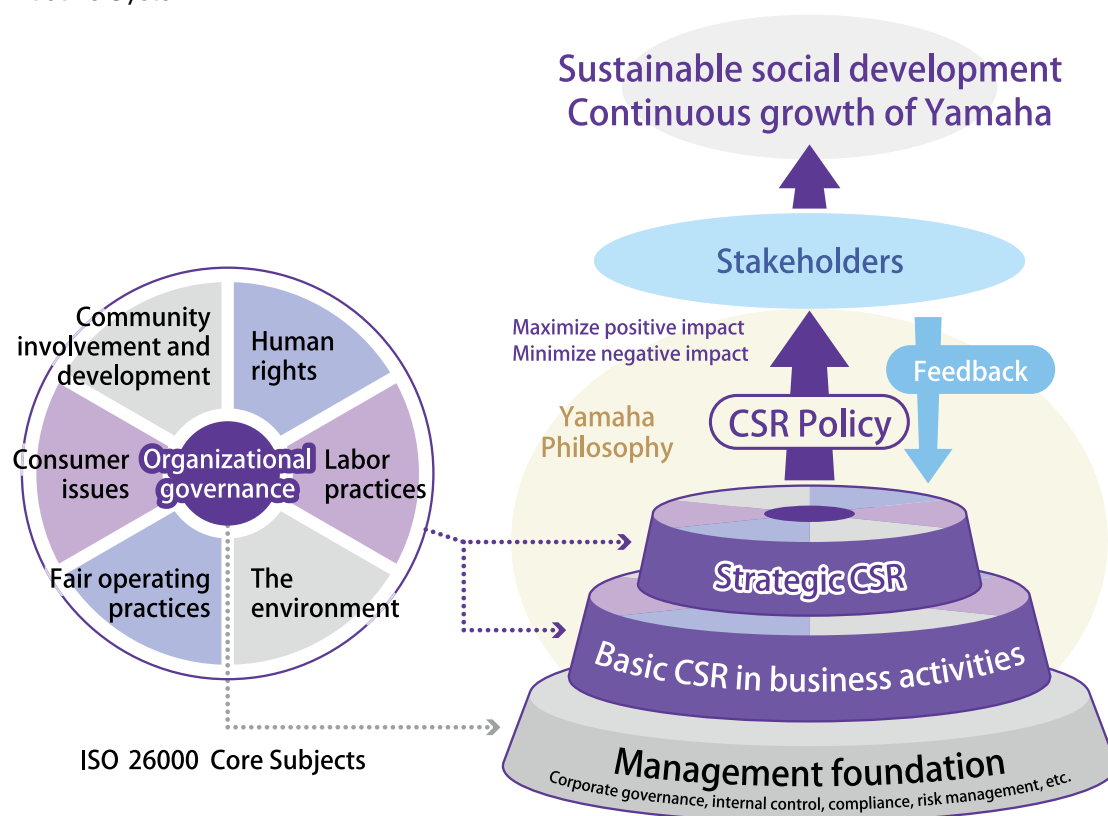 Sustainable social development
Continuous growth of Yamaha
Stakeholders
Maximize positive impact
Minimize negative impact
Feedback
CSR Policy
Yamaha
Philosophy
Strategic CSR
Basic CSR in business activities
Management foundation
Corporate governance, internal control, compliance, risk management, etc.
Community
involvement and
development
Human
rights
Consumer
issues
Organizational
governance
Labor
practices
Fair operating
practices
The
environment
ISO 26000 Core Subjects